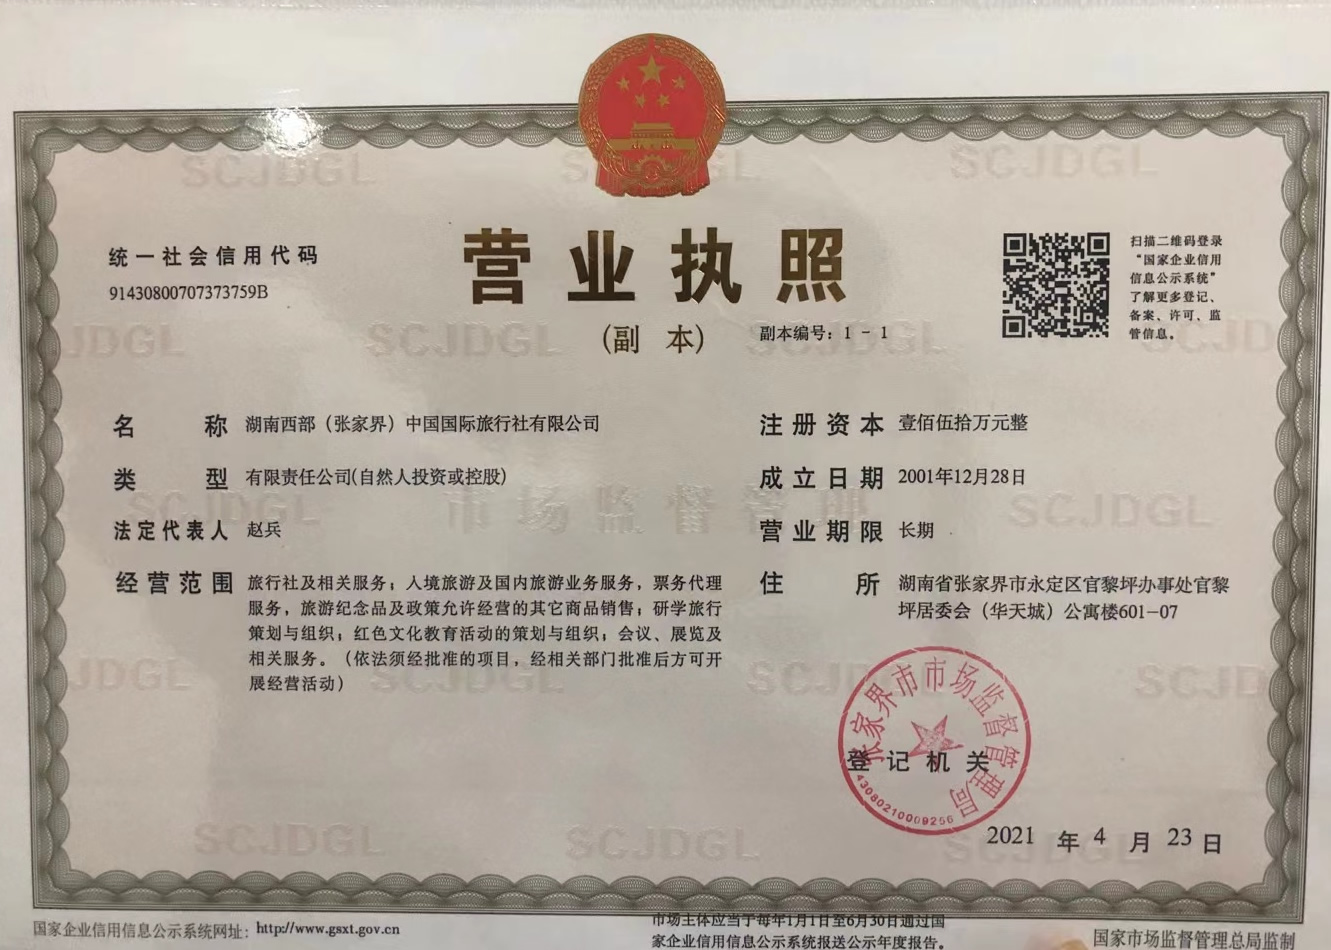 统一社会信用代码
91430800707373759B
营业执照
(副 本) 副本编号：1 - 1
扫描二维码登录
“国家企业信用
信息公示系统”
了解更多登记、
备案、许可、监
管信息。
名 称 湖南西部（张家界）中国国际旅行社有限公司
类 型 有限责任公司(自然人投资或控股)
法定代表人 赵兵
经营范围 旅行社及相关服务；入境旅游及国内旅游业务服务，票务代理
服务，旅游纪念品及政策允许经营的其它商品销售；研学旅行
策划与组织；红色文化教育活动的策划与组织；会议、展览及
相关服务。（依法须经批准的项目，经相关部门批准后方可开
展经营活动）
注册资本 壹佰伍拾万元整
成立日期 2001年12月28日
营业期限 长期
住 所 湖南省张家界市永定区官黎坪办事处官黎
坪居委会（华天城）公寓楼601-07
张家界市市场监督管理局
登记机关
43080210009256
2021 年 4 月 23 日
国家企业信用信息公示系统网址：http://www.gsxt.gov.cn
市场主体应当于每年1月1日至6月30日通过国
家企业信用信息公示系统报送公示年度报告。
国家市场监督管理总局监制
SCJDGL
市场监督管理